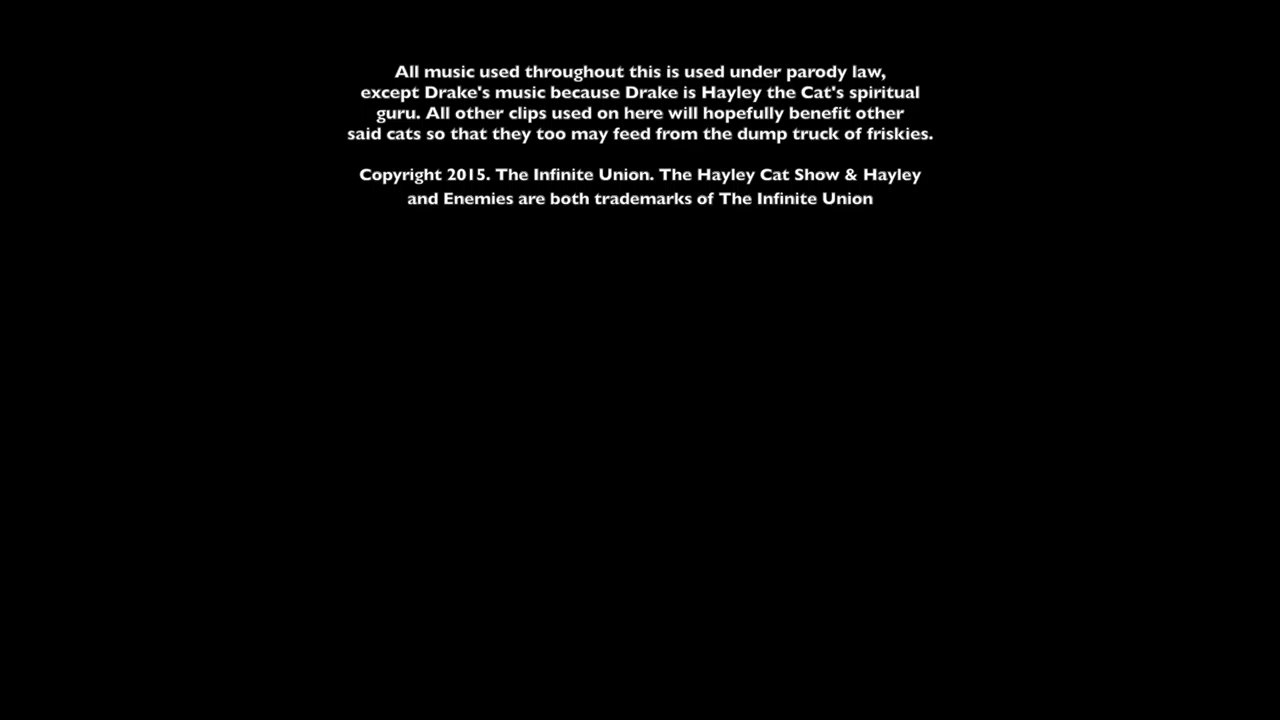 All music used throughout this is used under parody law,
except Drake's music because Drake is Hayley the Cat's spiritual
guru. All other clips used on here will hopefully benefit other
said cats so that they too may feed from the dump truck of friskies.
Copyright 2015. The Infinite Union. The Hayley Cat Show & Hayley
and Enemies are both trademarks of The Infinite Union